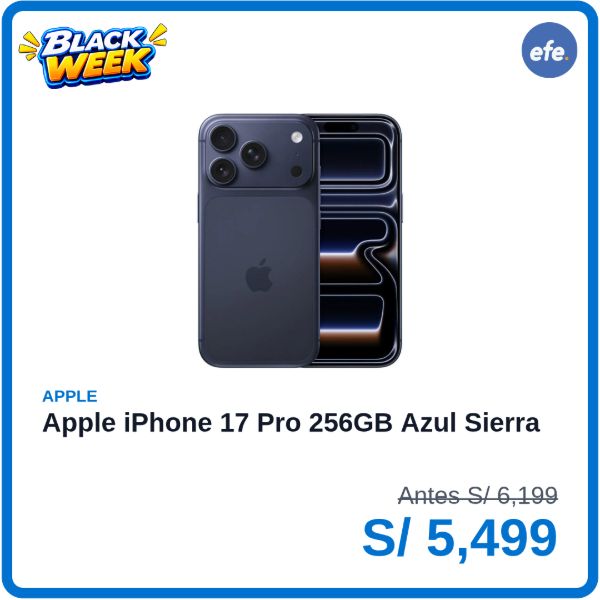 BLACK
WEEK
efe.
APPLE
Apple iPhone 17 Pro 256GB Azul Sierra
Antes S/ 6,199
S/ 5,499